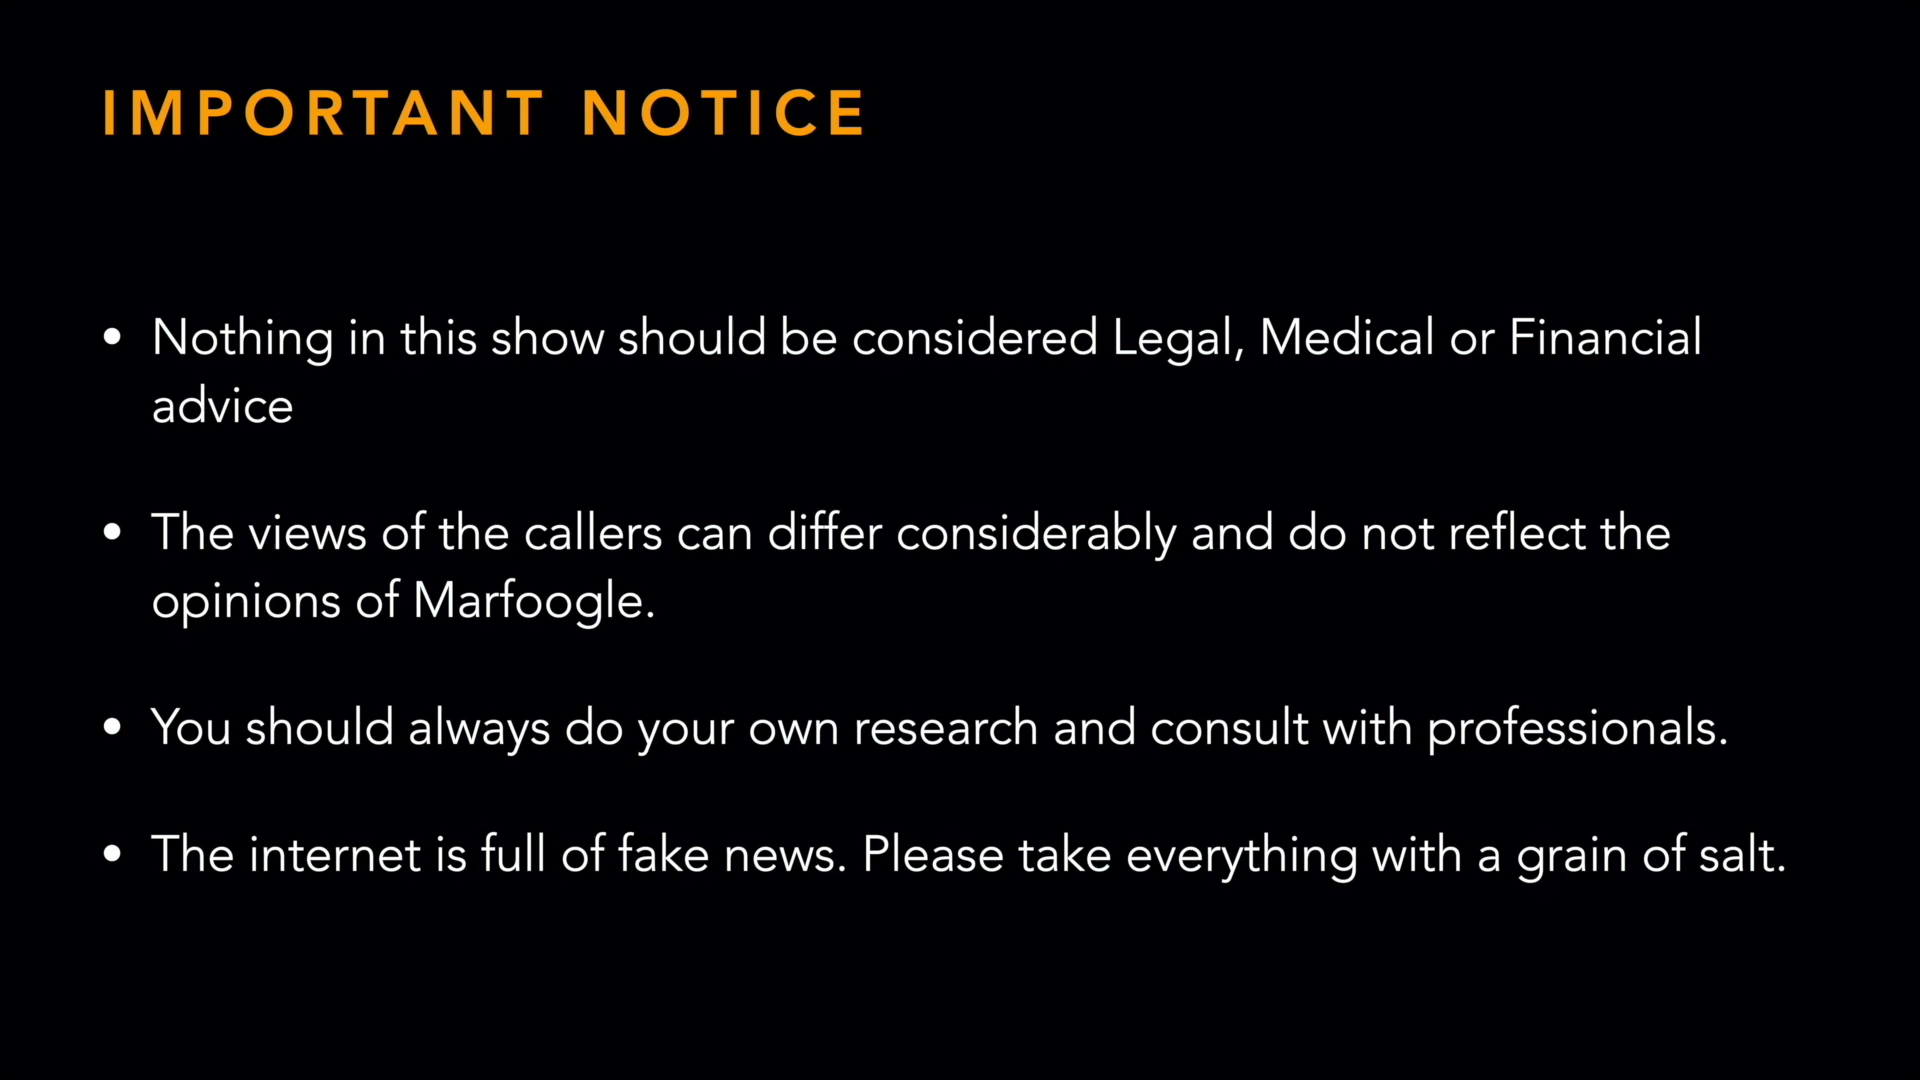 IMPORTANT NOTICE
• Nothing in this show should be considered Legal, Medical or Financial
advice
• The views of the callers can differ considerably and do not reflect the
opinions of Marfoogle.
• You should always do your own research and consult with professionals.
• The internet is full of fake news. Please take everything with a grain of salt.